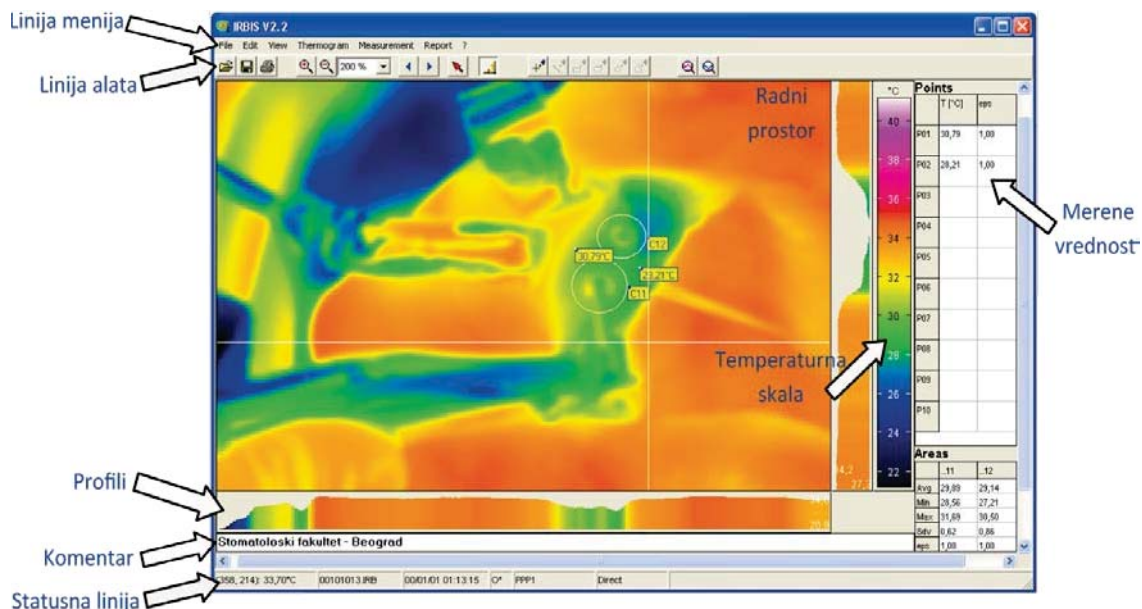 Linija menija
Linija alata
IRBIS V2.2
File Edit View Thermogram Measurement Report ?
200 %
Radni
prostor
°C
40
38
36
34
32
30
28
26
24
22
Points
T [°C] eps
P01 30,79 1,00
P02 28,21 1,00
P03
P04
P05
P06
P07
P08
P09
P10
Merene
vrednost
C12
30,79°C
28,21°C
C11
Temperaturna
skala
Areas
..11 ..12
Avg 29,89 29,14
Min 28,56 27,21
Max 31,69 30,50
Sdv 0,62 0,86
eps 1,00 1,00
Profili
Komentar
Stomatoloski fakultet - Beograd
Statusna linija
(358, 214): 33,70°C 00101013.IRB 00/01/01 01:13:15 O* PPP1 Direct